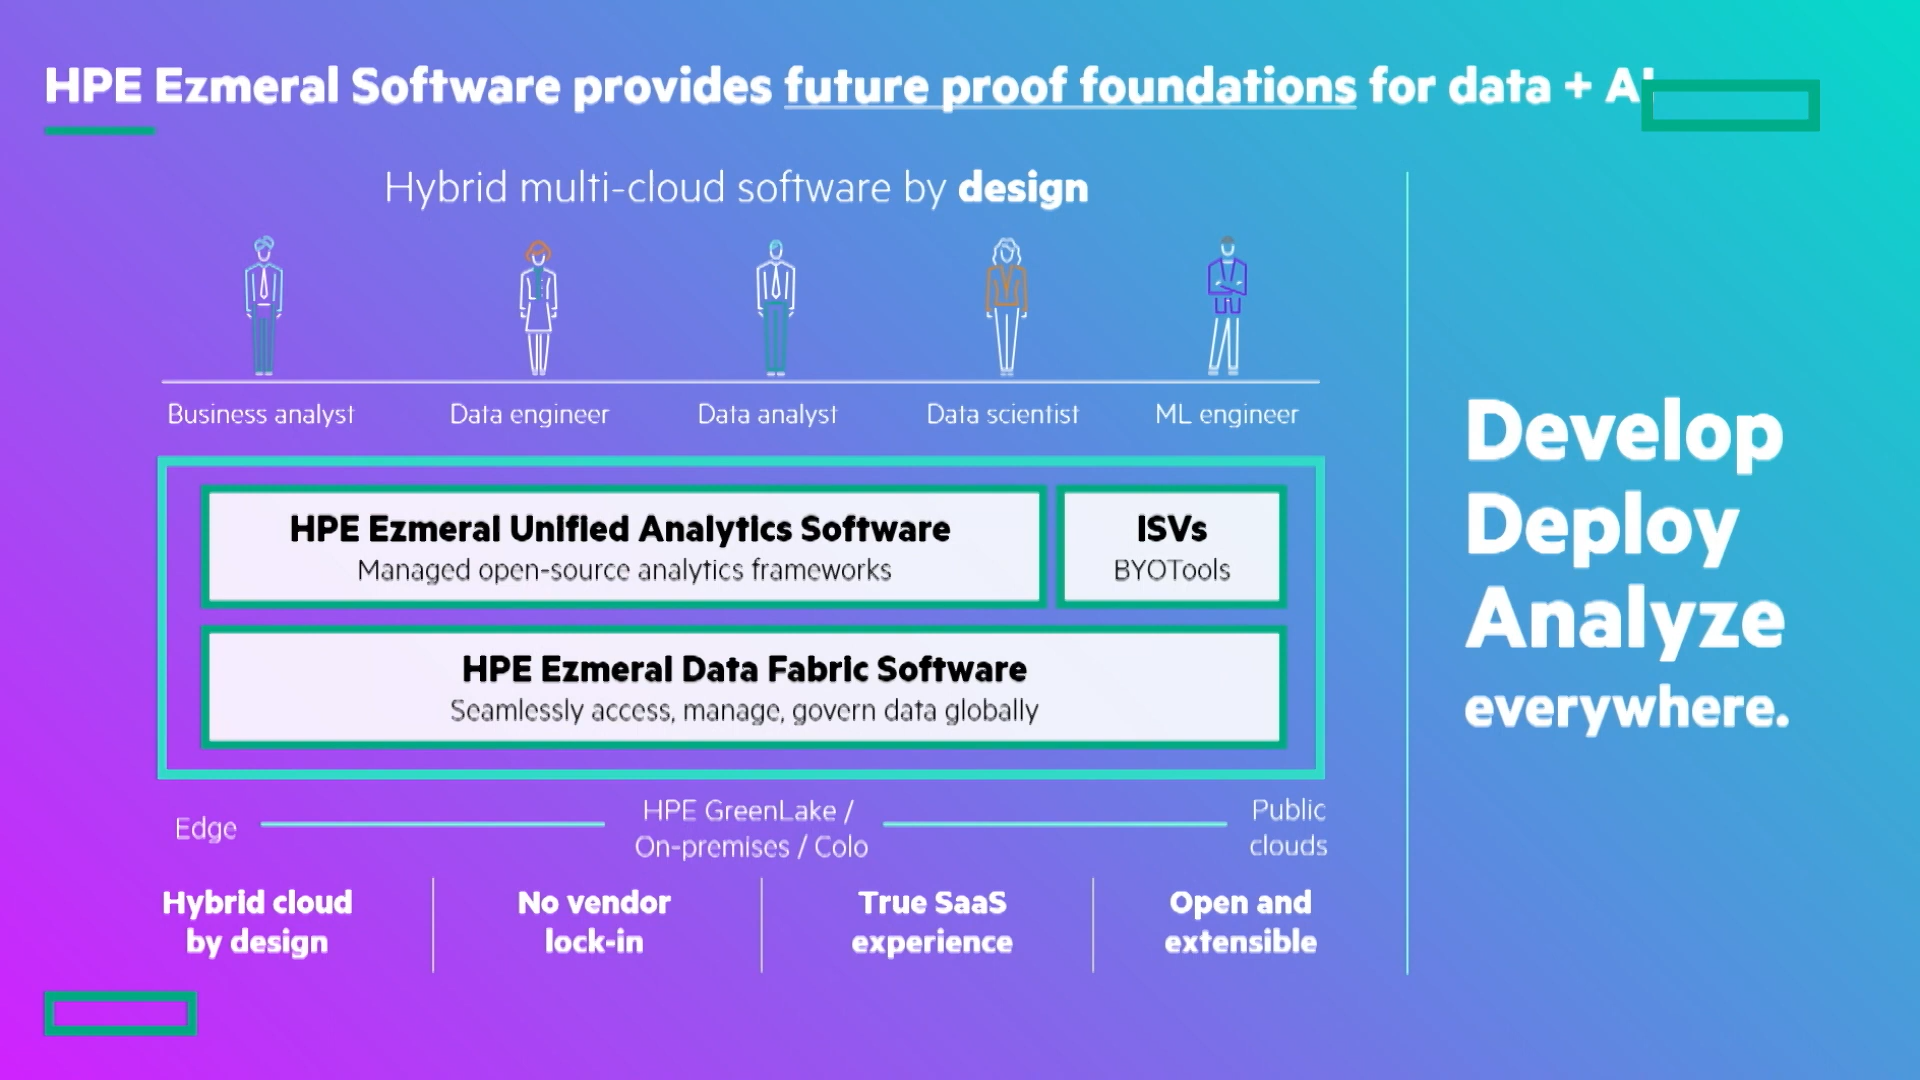 HPE Ezmeral Software provides future proof foundations for data + AI
Hybrid multi-cloud software by design
Business analyst
Data engineer
Data analyst
Data scientist
ML engineer
HPE Ezmeral Unified Analytics Software
Managed open-source analytics frameworks
ISVs
BYOTools
HPE Ezmeral Data Fabric Software
Seamlessly access, manage, govern data globally
Edge
HPE GreenLake /
On-premises / Colo
Public
clouds
Hybrid cloud
by design
No vendor
lock-in
True SaaS
experience
Open and
extensible
Develop
Deploy
Analyze
everywhere.